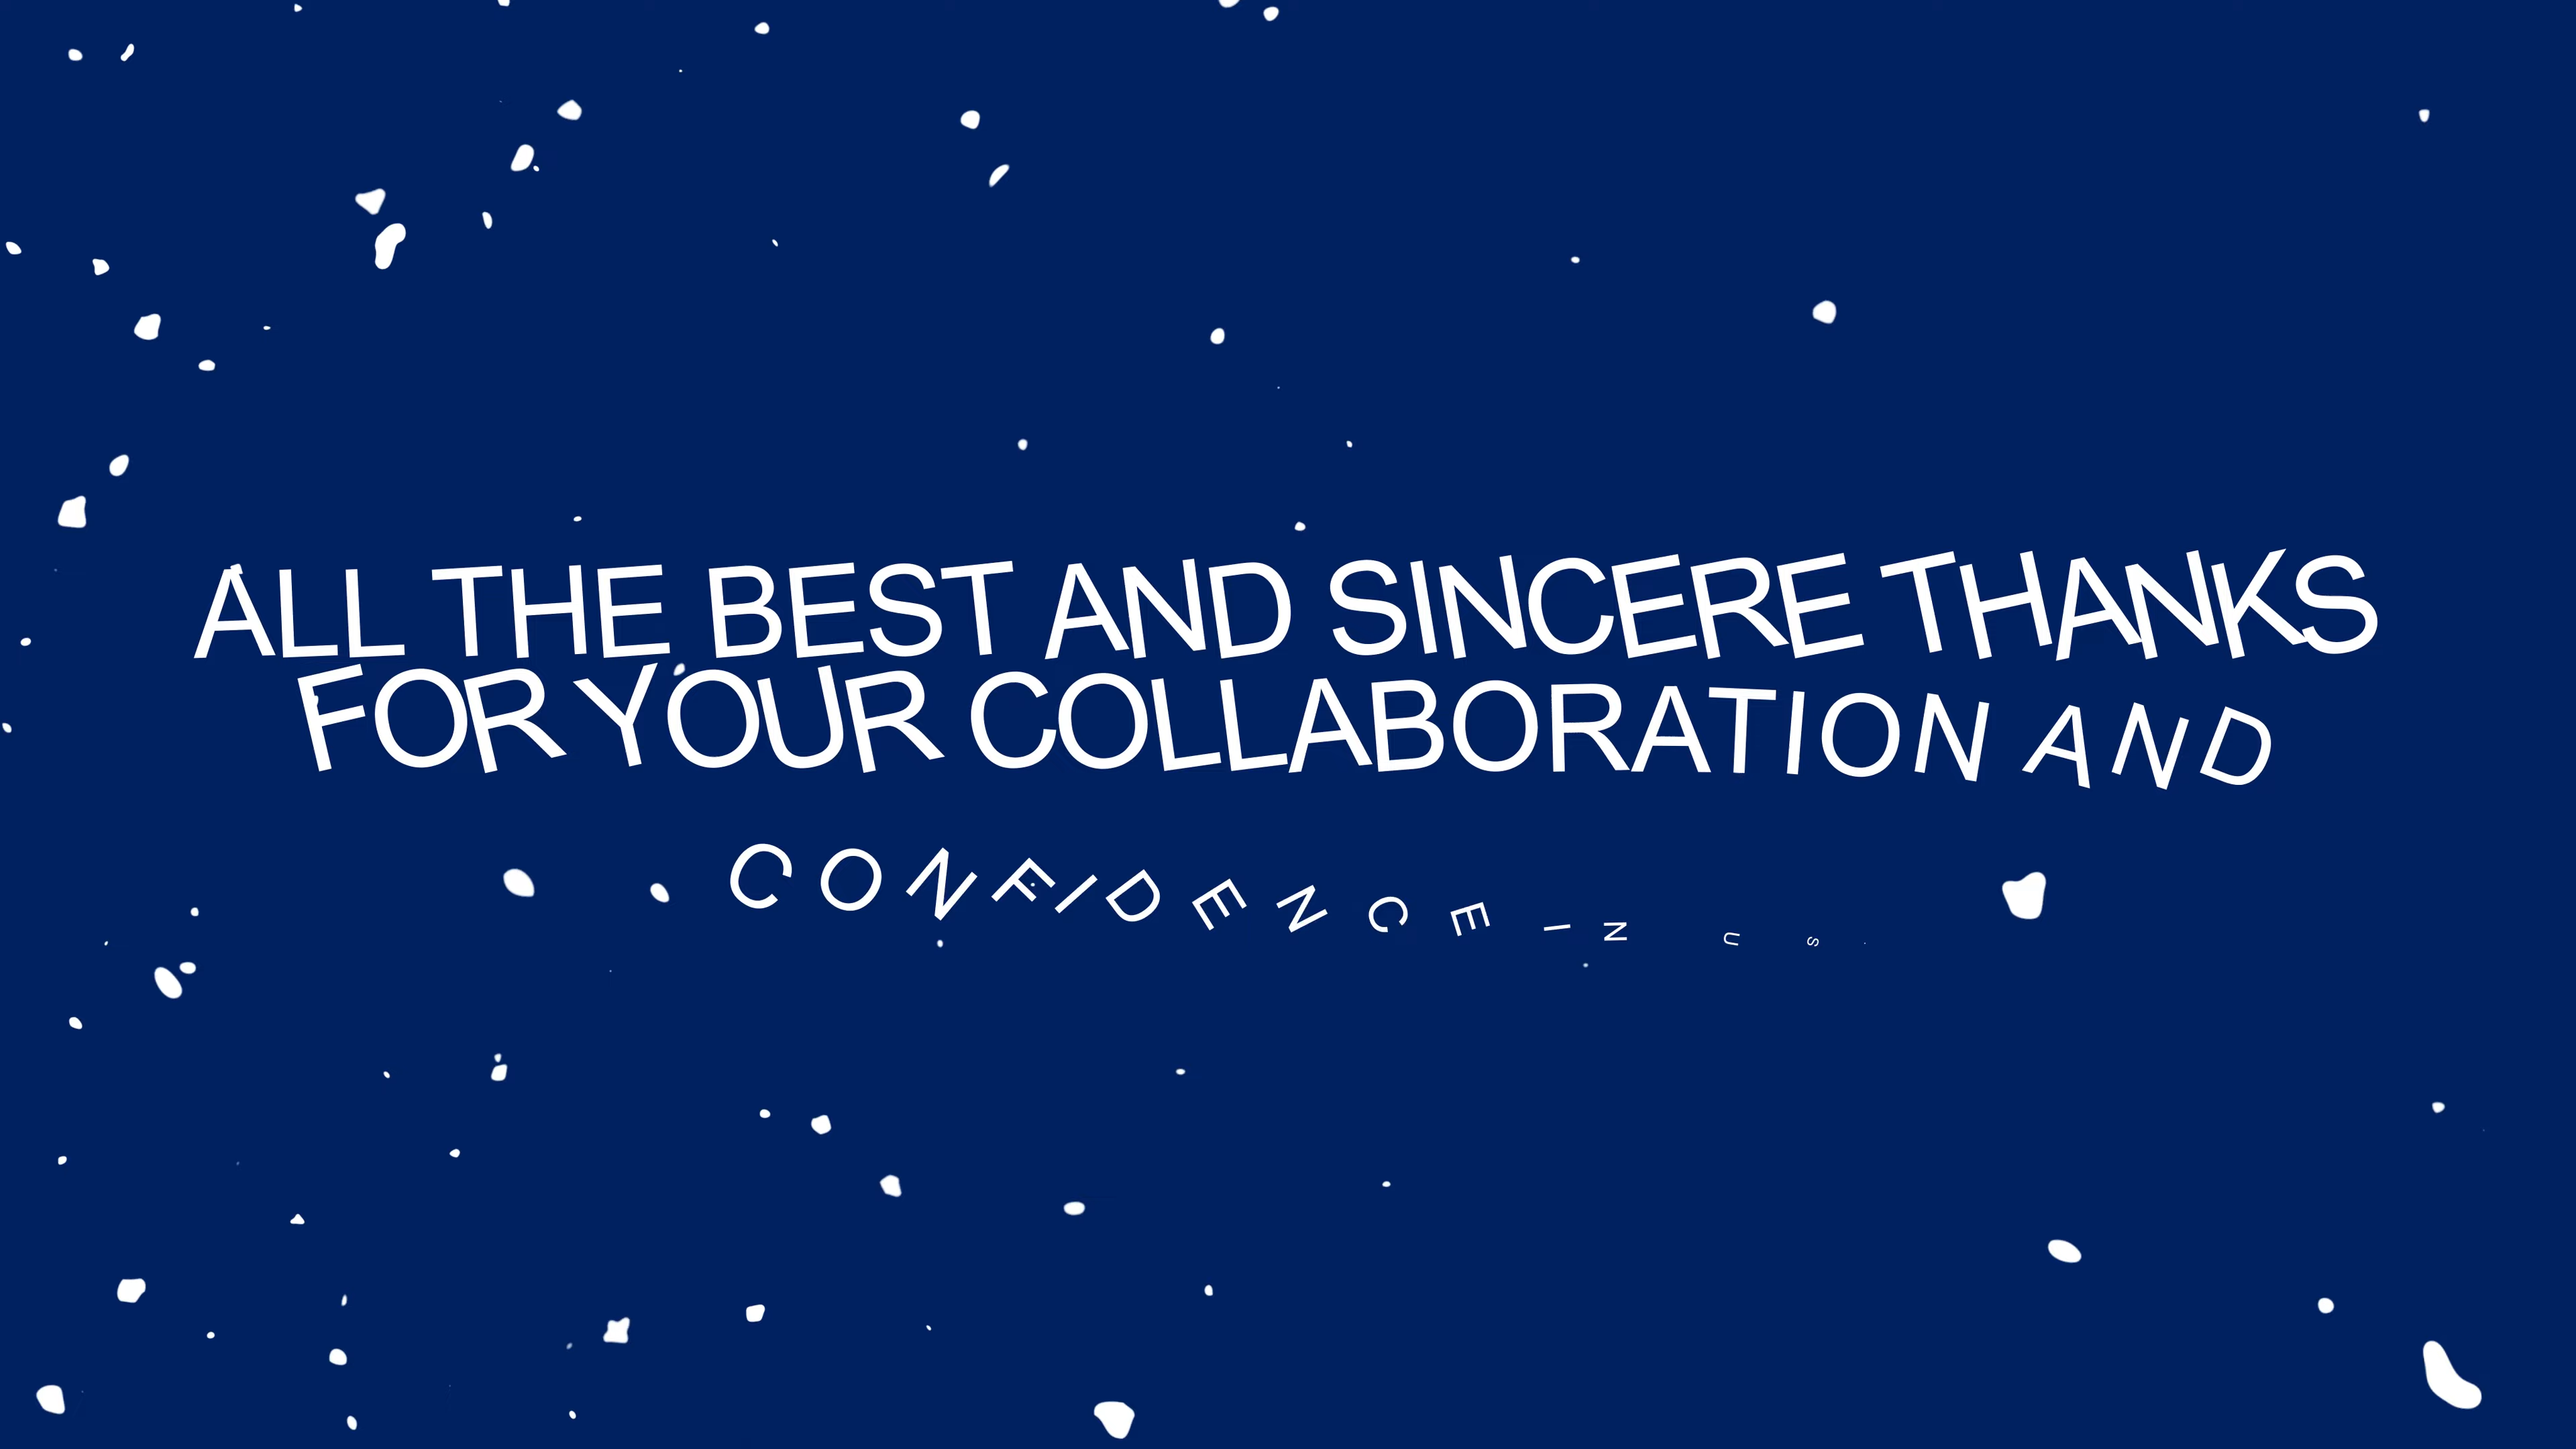 ALL THE BEST AND SINCERE THANKS
FOR YOUR COLLABORATION AND
CONFIDENCE IN US